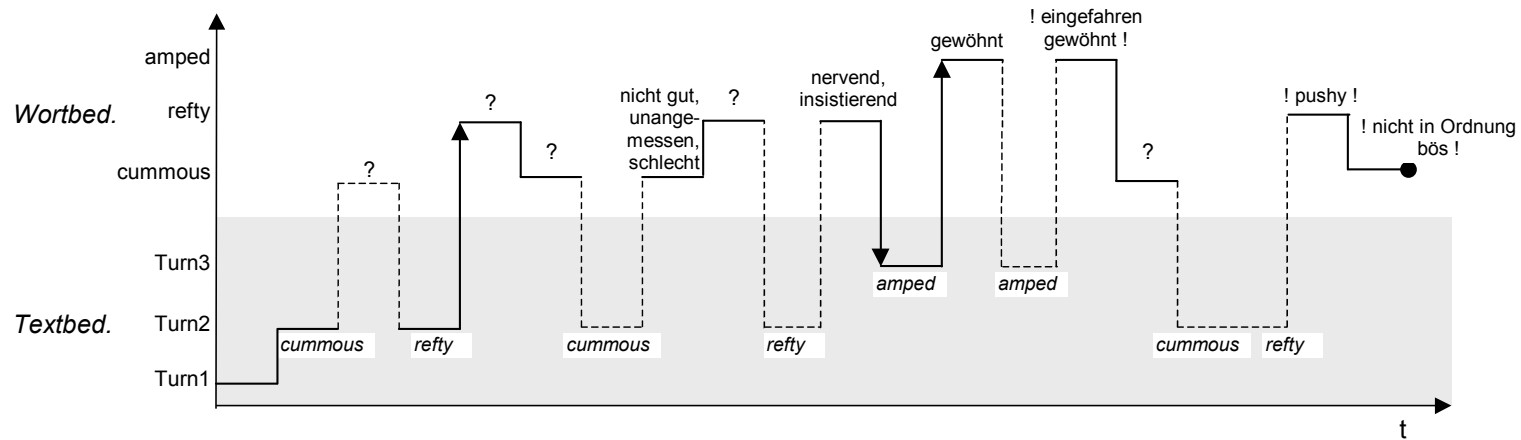 ! eingefahren
gewöhnt !
gewöhnt
amped
nervend,
insistierend
nicht gut,
unange-
messen,
schlecht
?
?
! pushy !
Wortbed.
refty
! nicht in Ordnung
bös !
?
?
?
cummous
Turn3
amped
amped
Textbed.
Turn2
cummous
refty
cummous
refty
cummous
refty
Turn1
t